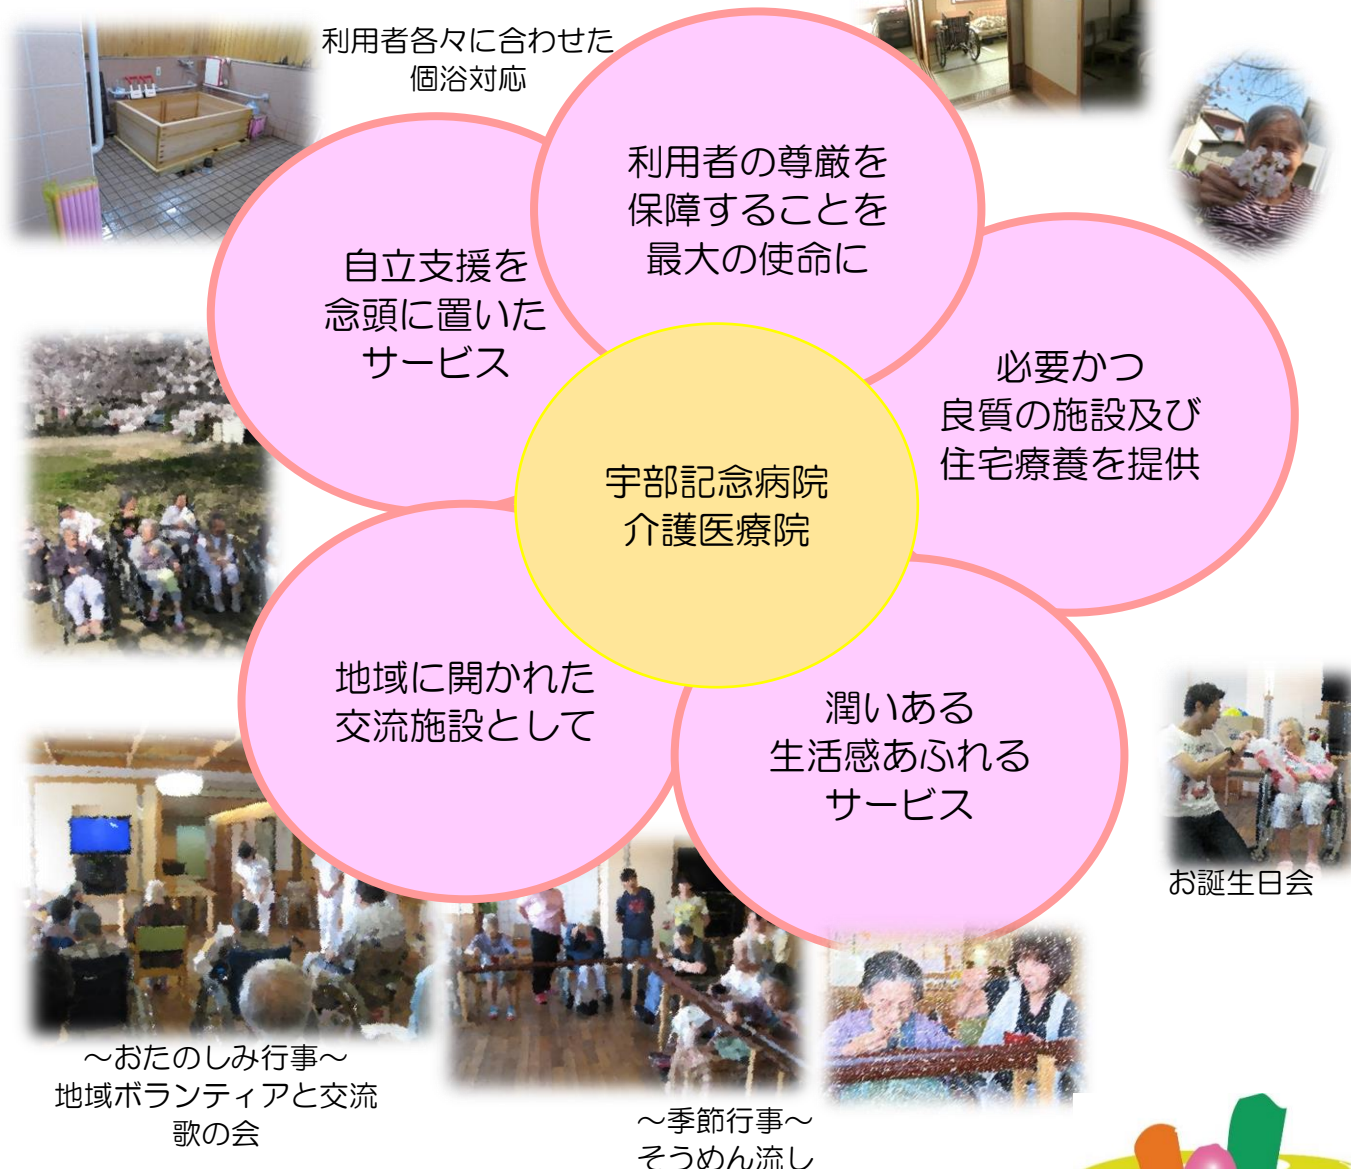 利用者各々に合わせた
個浴対応
利用者の尊厳を
保障することを
最大の使命に
自立支援を
念頭に置いた
サービス
必要かつ
良質の施設及び
住宅療養を提供
宇部記念病院
介護医療院
地域に開かれた
交流施設として
潤いある
生活感あふれる
サービス
お誕生日会
～おたのしみ行事～
地域ボランティアと交流
歌の会
～季節行事～
そうめん流し